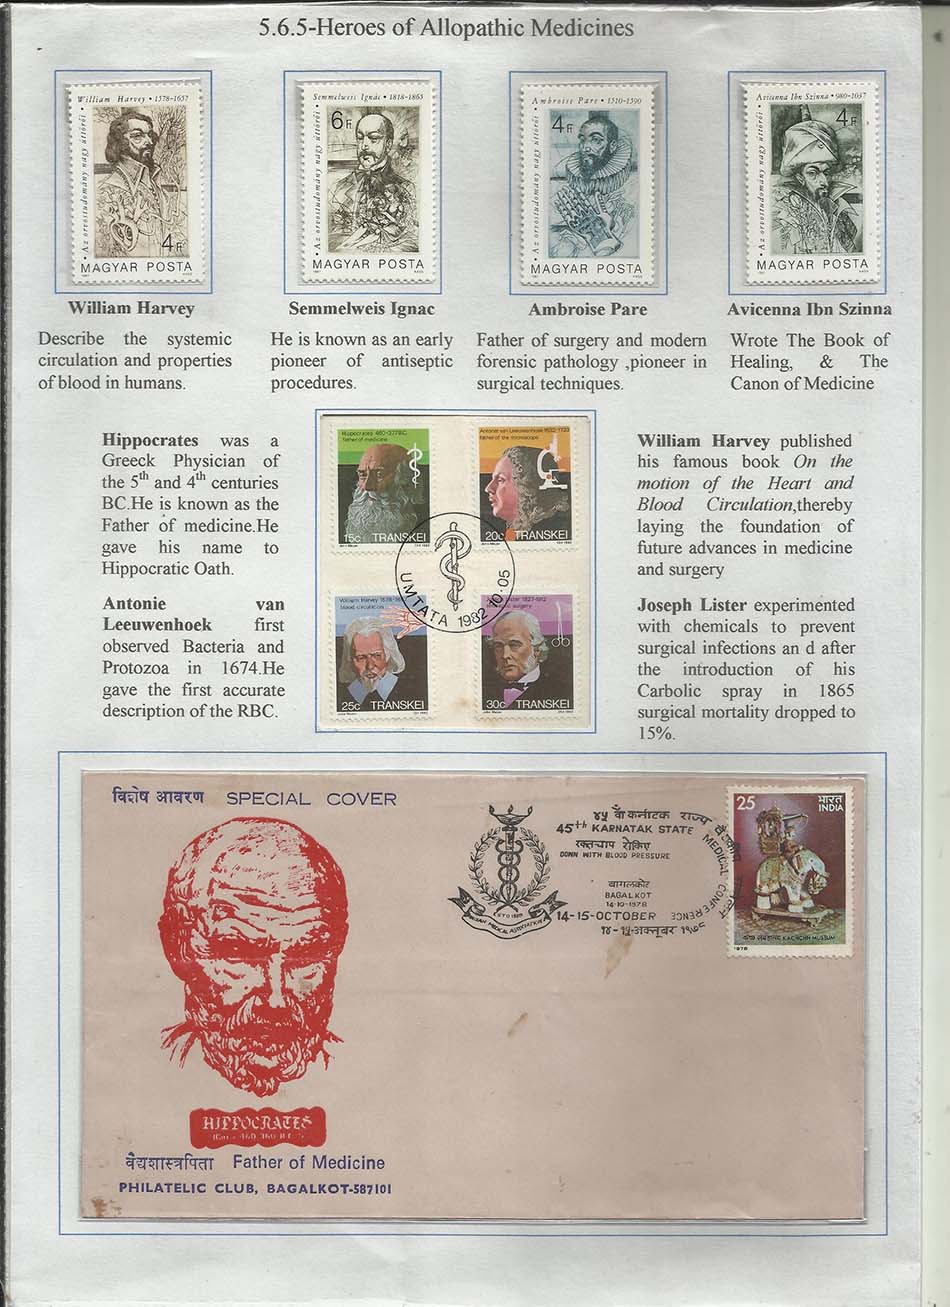 5.6.5-Heroes of Allopathic Medicines
William Harvey • 1578-1657
Az orvostudomány nagy úttörői •
4 Ft
MAGYAR POSTA
1987
Semmelweis Ignác • 1818-1865
Az orvostudomány nagy úttörői •
6 Ft
MAGYAR POSTA
1987
Ambroise Pare • 1510-1590
Az orvostudomány nagy úttörői •
4 Ft
MAGYAR POSTA
1987
Avicenna Ibn Szinna • 980-1037
Az orvostudomány nagy úttörői •
4 Ft
MAGYAR POSTA
1987
William Harvey
Describe the systemic
circulation and properties
of blood in humans.
Semmelweis Ignac
He is known as an early
pioneer of antiseptic
procedures.
Ambroise Pare
Father of surgery and modern
forensic pathology ,pioneer in
surgical techniques.
Avicenna Ibn Szinna
Wrote The Book of
Healing, & The
Canon of Medicine
Hippocrates was a
Greeck Physician of
the 5th and 4th centuries
BC.He is known as the
Father of medicine.He
gave his name to
Hippocratic Oath.
Antonie van
Leeuwenhoek first
observed Bacteria and
Protozoa in 1674.He
gave the first accurate
description of the RBC.
Hippocrates 460-377BC
father of medicine
15c TRANSKEI
Antonie van Leeuwenhoek 1632-1723
father of the microscope
20c TRANSKEI
William Harvey 1578-
blood circulation
25c TRANSKEI
Lister 1827-1912
surgery
30c TRANSKEI
UMTATA 1982·10·05
William Harvey published
his famous book On the
motion of the Heart and
Blood Circulation,thereby
laying the foundation of
future advances in medicine
and surgery
Joseph Lister experimented
with chemicals to prevent
surgical infections an d after
the introduction of his
Carbolic spray in 1865
surgical mortality dropped to
15%.
विशेष आवरण SPECIAL COVER
HIPPOCRATES
वैद्यशास्त्रपिता Father of Medicine
PHILATELIC CLUB, BAGALKOT-587101
४५ वाँ कर्नाटक राज्य
45th KARNATAK STATE
MEDICAL CONFERENCE
रक्तचाप रोकिए
DOWN WITH BLOOD PRESSURE
बागलकोट
BAGALKOT
14-10-1978
14-15-OCTOBER
१४-१५-अक्तूबर १९७८
INDIAN MEDICAL ASSOCIATION
25 भारत
INDIA
KACHCHH MUSEUM
1978